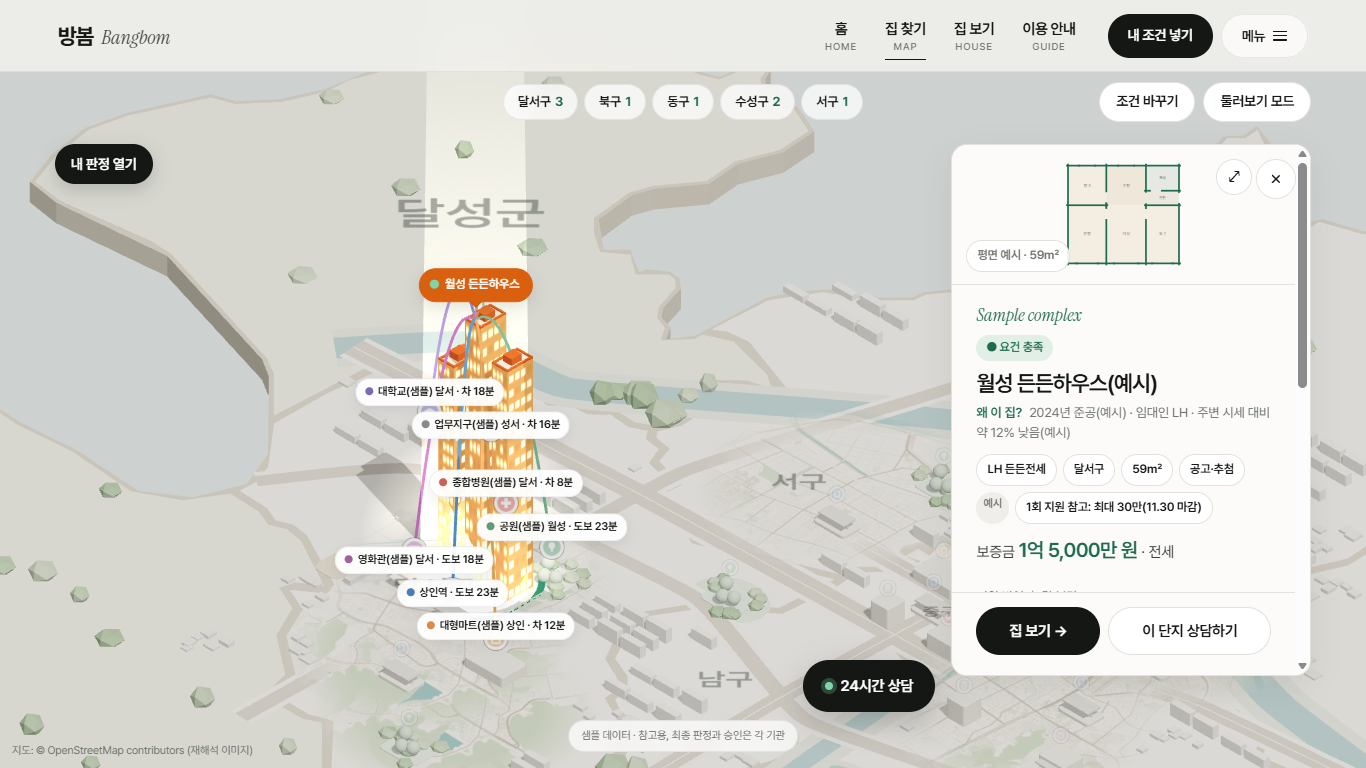 방봄 Bangbom
홈
HOME
집 찾기
MAP
집 보기
HOUSE
이용 안내
GUIDE
내 조건 넣기
메뉴
달서구 3
북구 1
동구 1
수성구 2
서구 1
조건 바꾸기
둘러보기 모드
내 판정 열기
달성군
월성 든든하우스
대학교(샘플) 달서 · 차 18분
업무지구(샘플) 성서 · 차 16분
종합병원(샘플) 달서 · 차 8분
공원(샘플) 월성 · 도보 23분
영화관(샘플) 달서 · 도보 18분
상인역 · 도보 23분
대형마트(샘플) 상인 · 차 12분
서구
남구
평면 예시 · 59m²
Sample complex
요건 충족
월성 든든하우스(예시)
왜 이 집? 2024년 준공(예시) · 임대인 LH · 주변 시세 대비
약 12% 낮음(예시)
LH 든든전세
달서구
59m²
공고·추첨
예시
1회 지원 참고: 최대 30만(11.30 마감)
보증금 1억 5,000만 원 · 전세
집 보기 →
이 단지 상담하기
24시간 상담
샘플 데이터 · 참고용, 최종 판정과 승인은 각 기관
지도: © OpenStreetMap contributors (재해석 이미지)